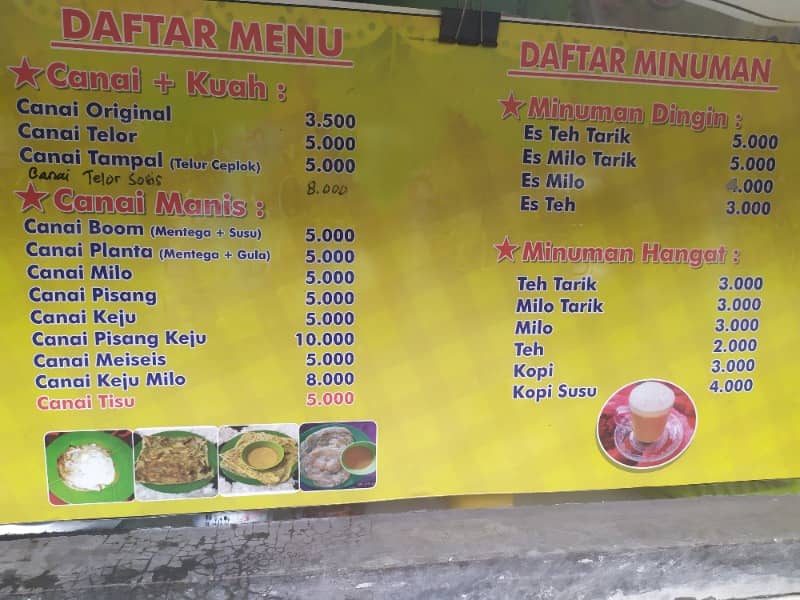 DAFTAR MENU
Canai + Kuah :
Canai Original 3.500
Canai Telor 5.000
Canai Tampal (Telur Ceplok) 5.000
Canai Telor Sosis 8.000
Canai Manis :
Canai Boom (Mentega + Susu) 5.000
Canai Planta (Mentega + Gula) 5.000
Canai Milo 5.000
Canai Pisang 5.000
Canai Keju 5.000
Canai Pisang Keju 10.000
Canai Meiseis 5.000
Canai Keju Milo 8.000
Canai Tisu 5.000
DAFTAR MINUMAN
Minuman Dingin :
Es Teh Tarik 5.000
Es Milo Tarik 5.000
Es Milo 4.000
Es Teh 3.000
Minuman Hangat :
Teh Tarik 3.000
Milo Tarik 3.000
Milo 3.000
Teh 2.000
Kopi 3.000
Kopi Susu 4.000